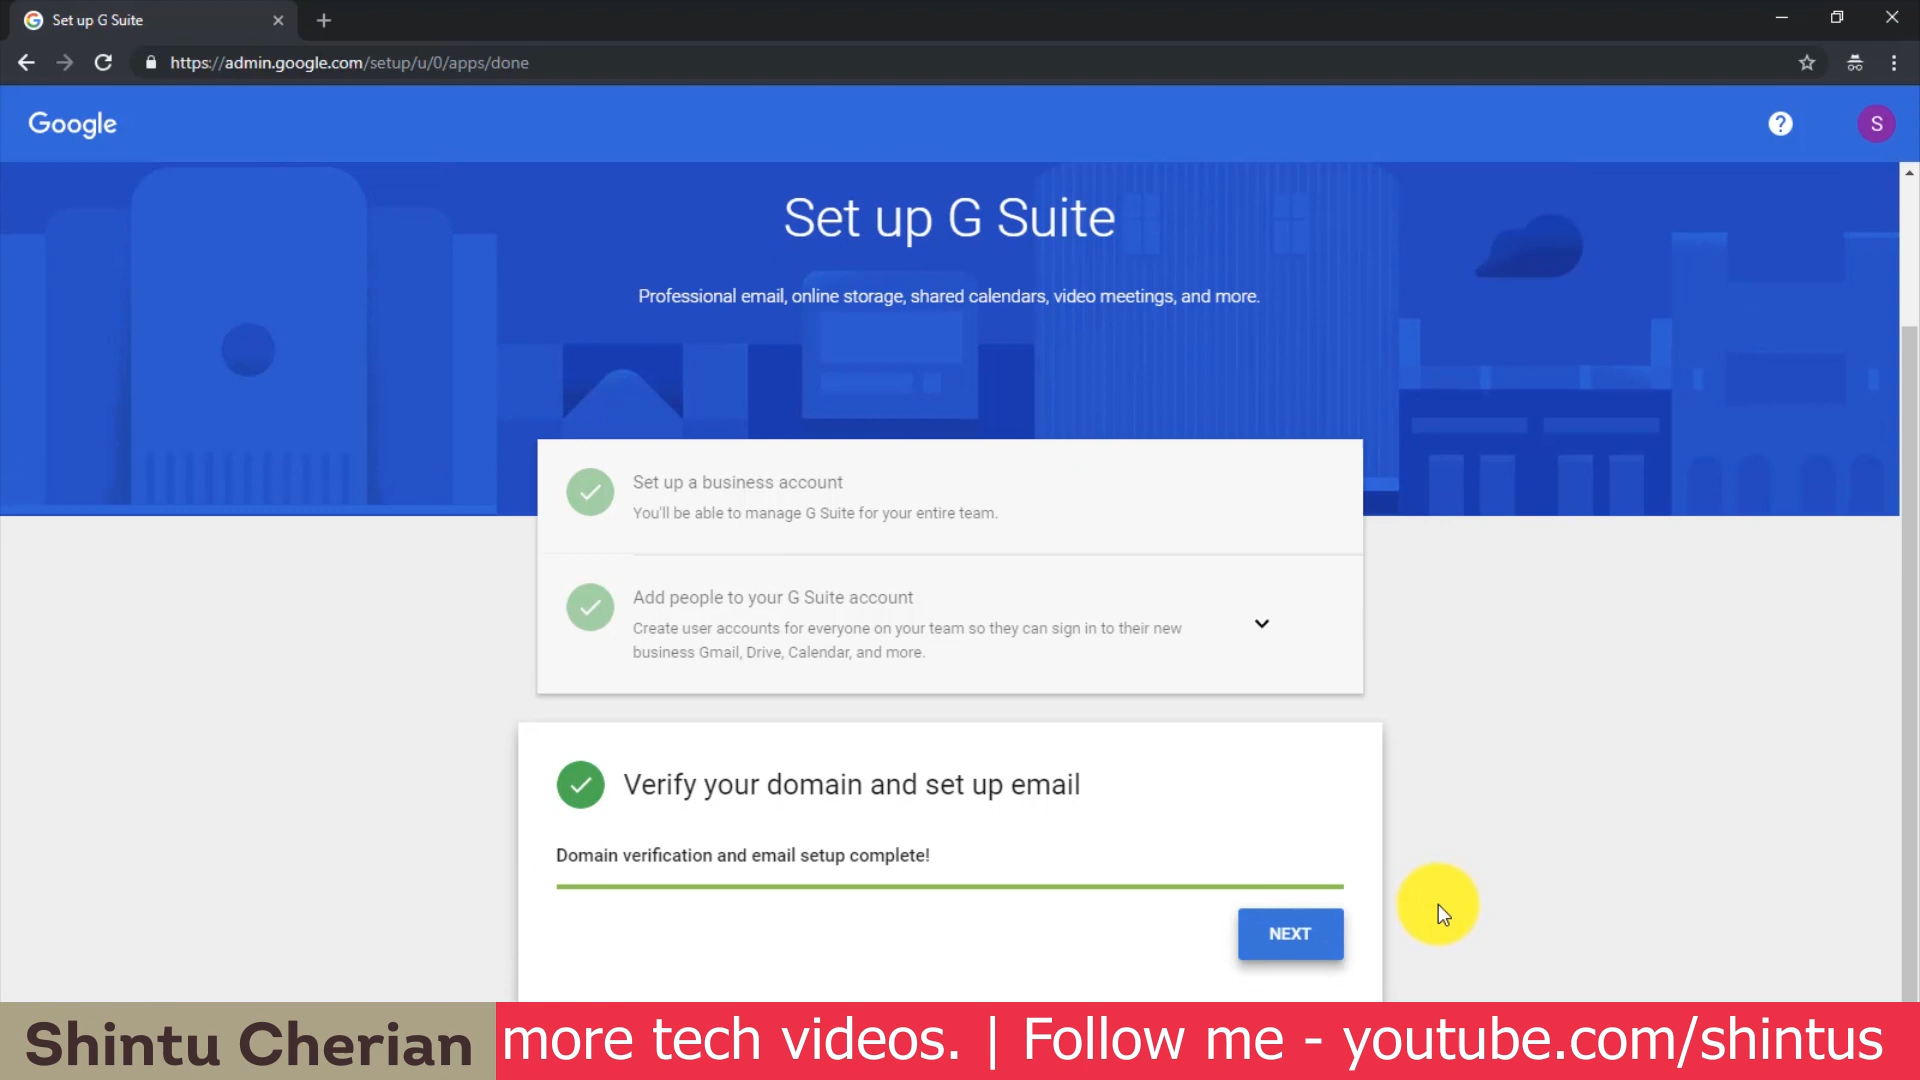 Set up G Suite
https://admin.google.com/setup/u/0/apps/done
Google
?
S
Set up G Suite
Professional email, online storage, shared calendars, video meetings, and more.
Set up a business account
You'll be able to manage G Suite for your entire team.
Add people to your G Suite account
Create user accounts for everyone on your team so they can sign in to their new
business Gmail, Drive, Calendar, and more.
Verify your domain and set up email
Domain verification and email setup complete!
NEXT
Shintu Cherian
more tech videos. | Follow me - youtube.com/shintus